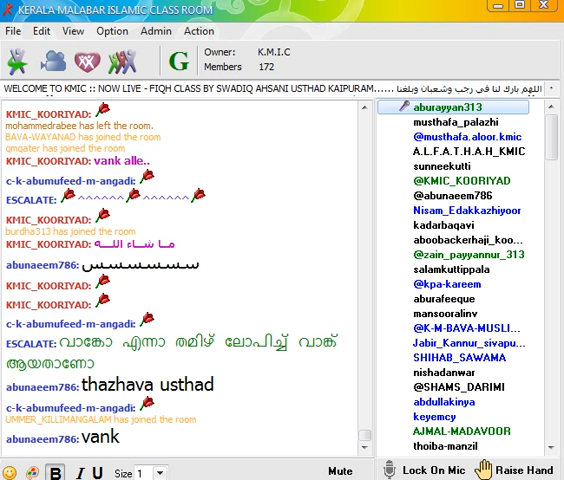 KERALA MALABAR ISLAMIC CLASS ROOM
File Edit View Option Admin Action
G Owner: K.M.I.C
Members 172
WELCOME TO KMIC :: NOW LIVE - FIQH CLASS BY SWADIQ AHSANI USTHAD KAIPURAM...... اللهم بارك لنا في رجب وشعبان وبلغنا
KMIC_KOORIYAD:
mohammedrabee has left the room.
BAVA-WAYANAD has joined the room
qmqater has joined the room
KMIC_KOORIYAD: vank alle..
c-k-abumufeed-m-angadi:
ESCALATE: ^^^^^^ ^^^^^^
KMIC_KOORIYAD:
burdha313 has joined the room
KMIC_KOORIYAD: مـا شـاء اللـــه
abunaeem786: سـسـسـسـسـس
KMIC_KOORIYAD:
KMIC_KOORIYAD:
c-k-abumufeed-m-angadi:
ESCALATE: വാങ്കോ എന്നാ തമിഴ് ലോപിച്ച് വാങ്ക്
ആയതാണോ
abunaeem786: thazhava usthad
c-k-abumufeed-m-angadi:
UMMER_KILLIMANGALAM has joined the room
abunaeem786: vank
B I U Size 1 Mute
aburayyan313
musthafa_palazhi
@musthafa.aloor.kmic
A.L.F.A.T.H.A.H_KMIC
sunneekutti
@KMIC_KOORIYAD
@abunaeem786
Nisam_Edakkazhiyoor
kadarbaqavi
aboobackerhaji_koo...
@zain_payyannur_313
salamkuttippala
@kpa-kareem
aburafeeque
mansooralinv
@K-M-BAVA-MUSLI...
Jabir_Kannur_sivapu...
SHIHAB_SAWAMA
nishadanwar
@SHAMS_DARIMI
abdullakinya
keyemcy
AJMAL-MADAVOOR
thoiba-manzil
Lock On Mic Raise Hand